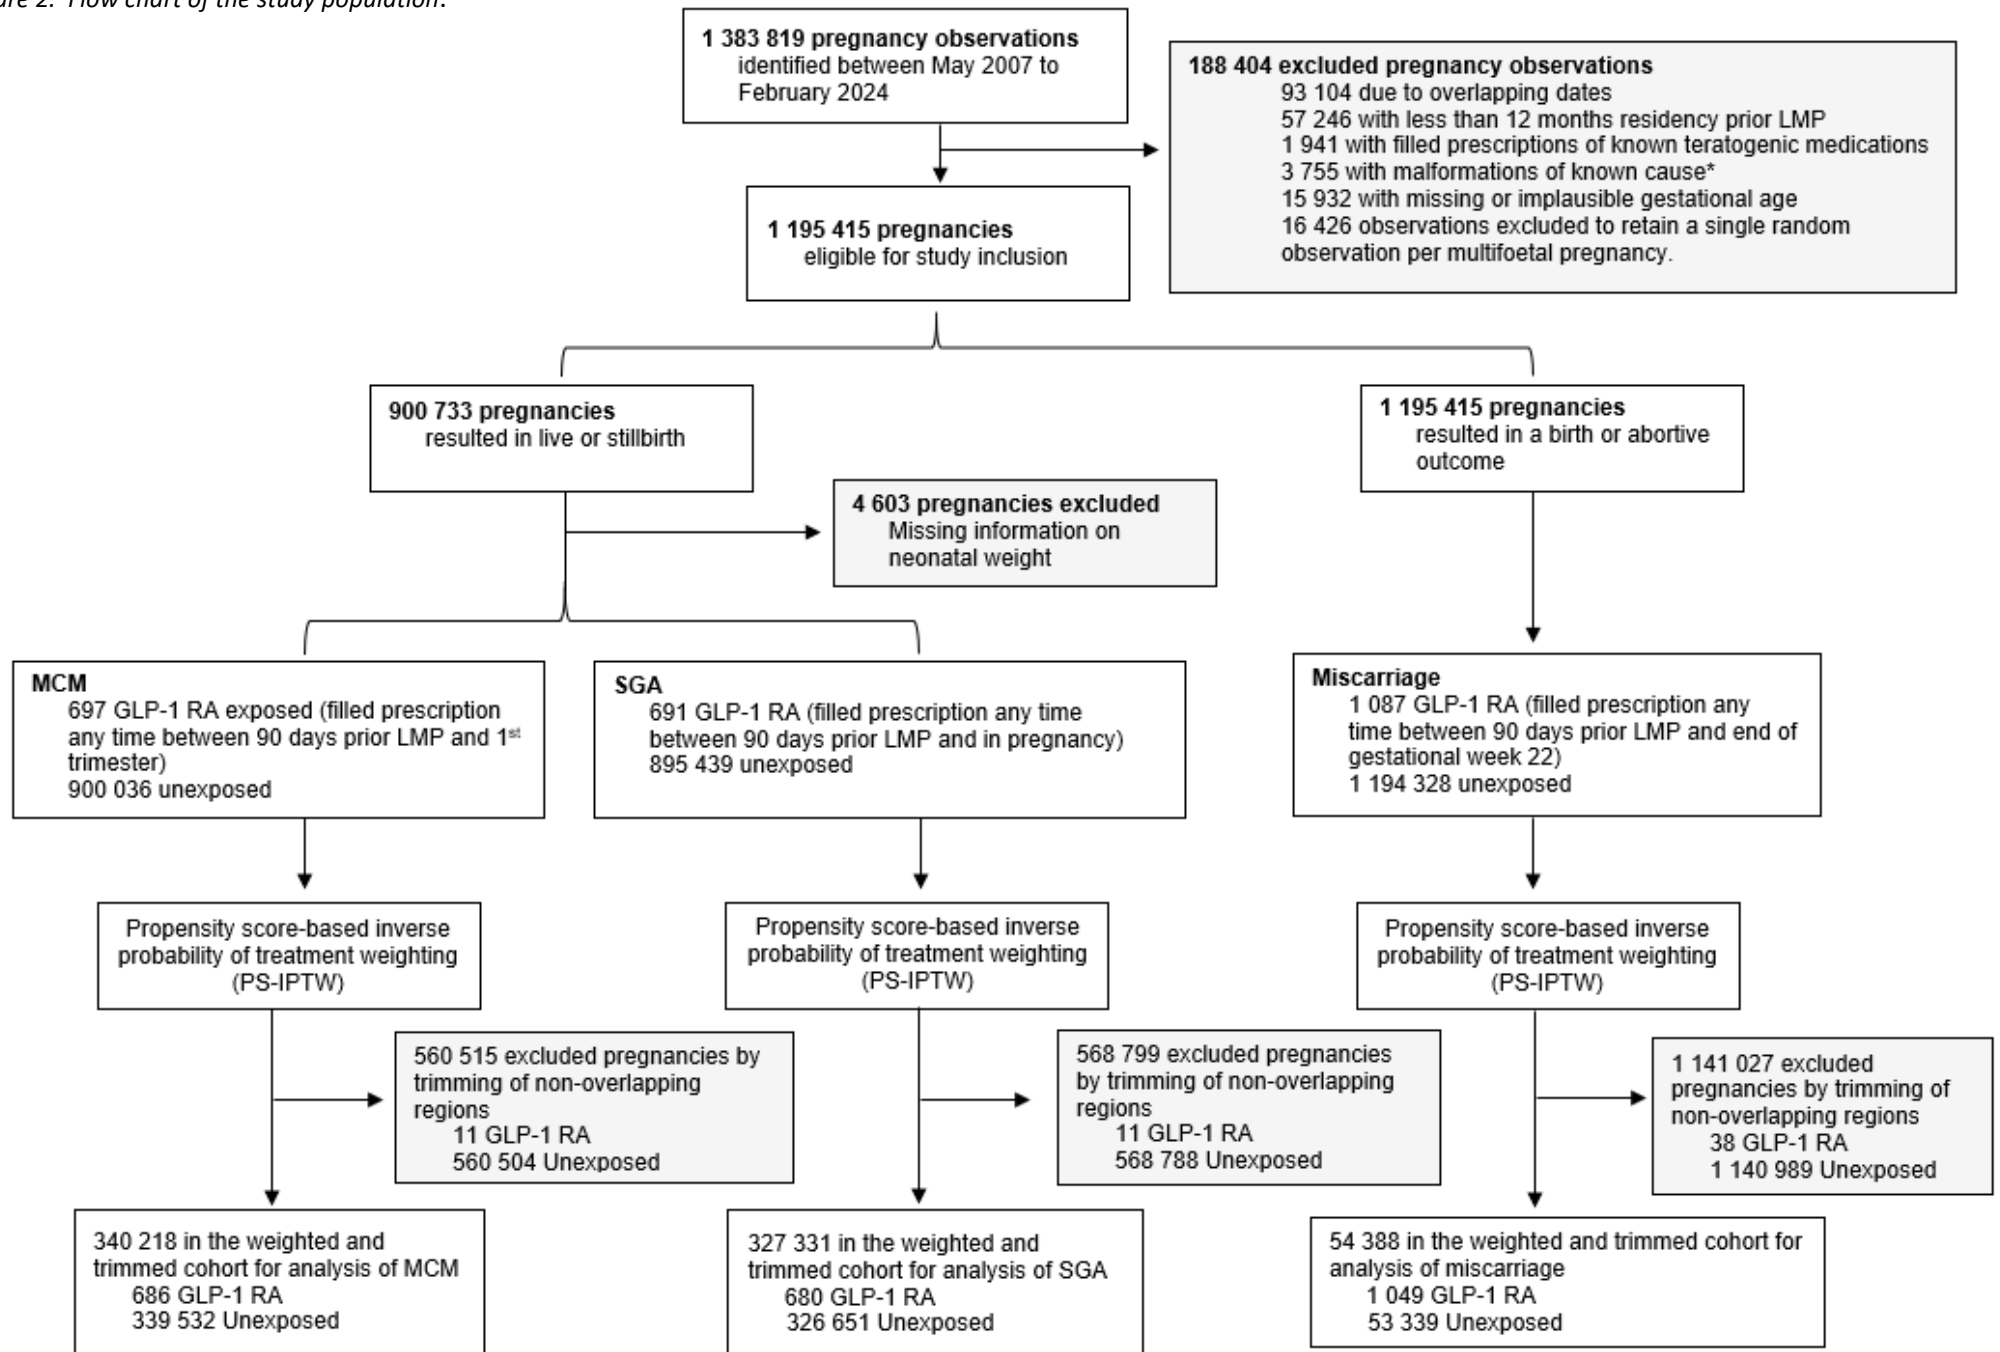 2. Flow chart of the study population.
1 383 819 pregnancy observations
identified between May 2007 to
February 2024
188 404 excluded pregnancy observations
93 104 due to overlapping dates
57 246 with less than 12 months residency prior LMP
1 941 with filled prescriptions of known teratogenic medications
3 755 with malformations of known cause*
15 932 with missing or implausible gestational age
16 426 observations excluded to retain a single random
observation per multifoetal pregnancy.
1 195 415 pregnancies
eligible for study inclusion
900 733 pregnancies
resulted in live or stillbirth
1 195 415 pregnancies
resulted in a birth or abortive
outcome
4 603 pregnancies excluded
Missing information on
neonatal weight
MCM
697 GLP-1 RA exposed (filled prescription
any time between 90 days prior LMP and 1st
trimester)
900 036 unexposed
SGA
691 GLP-1 RA (filled prescription any time
between 90 days prior LMP and in pregnancy)
895 439 unexposed
Miscarriage
1 087 GLP-1 RA (filled prescription any
time between 90 days prior LMP and end of
gestational week 22)
1 194 328 unexposed
Propensity score-based inverse
probability of treatment weighting
(PS-IPTW)
Propensity score-based inverse
probability of treatment weighting
(PS-IPTW)
Propensity score-based inverse
probability of treatment weighting
(PS-IPTW)
560 515 excluded pregnancies by
trimming of non-overlapping
regions
11 GLP-1 RA
560 504 Unexposed
568 799 excluded pregnancies
by trimming of non-overlapping
regions
11 GLP-1 RA
568 788 Unexposed
1 141 027 excluded
pregnancies by trimming of
non-overlapping regions
38 GLP-1 RA
1 140 989 Unexposed
340 218 in the weighted and
trimmed cohort for analysis of MCM
686 GLP-1 RA
339 532 Unexposed
327 331 in the weighted and
trimmed cohort for analysis of SGA
680 GLP-1 RA
326 651 Unexposed
54 388 in the weighted and trimmed cohort for
analysis of miscarriage
1 049 GLP-1 RA
53 339 Unexposed